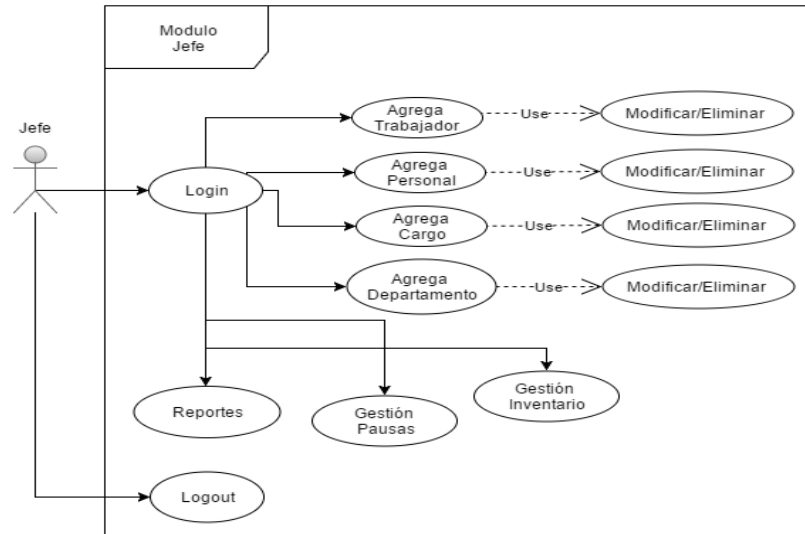 Modulo
Jefe
Jefe
Agrega
Trabajador
Use
Modificar/Eliminar
Agrega
Personal
Use
Modificar/Eliminar
Login
Agrega
Cargo
Use
Modificar/Eliminar
Agrega
Departamento
Use
Modificar/Eliminar
Reportes
Gestión
Pausas
Gestión
Inventario
Logout